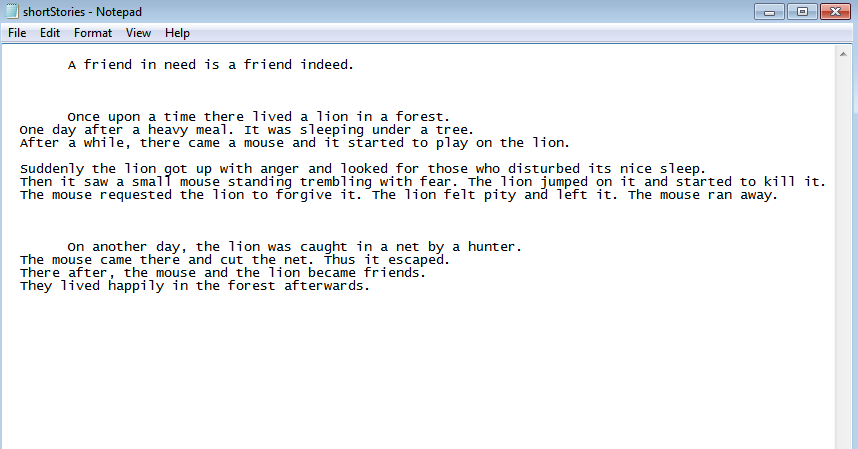 shortStories - Notepad
File Edit Format View Help
A friend in need is a friend indeed.
Once upon a time there lived a lion in a forest.
One day after a heavy meal. It was sleeping under a tree.
After a while, there came a mouse and it started to play on the lion.
Suddenly the lion got up with anger and looked for those who disturbed its nice sleep.
Then it saw a small mouse standing trembling with fear. The lion jumped on it and started to kill it.
The mouse requested the lion to forgive it. The lion felt pity and left it. The mouse ran away.
On another day, the lion was caught in a net by a hunter.
The mouse came there and cut the net. Thus it escaped.
There after, the mouse and the lion became friends.
They lived happily in the forest afterwards.